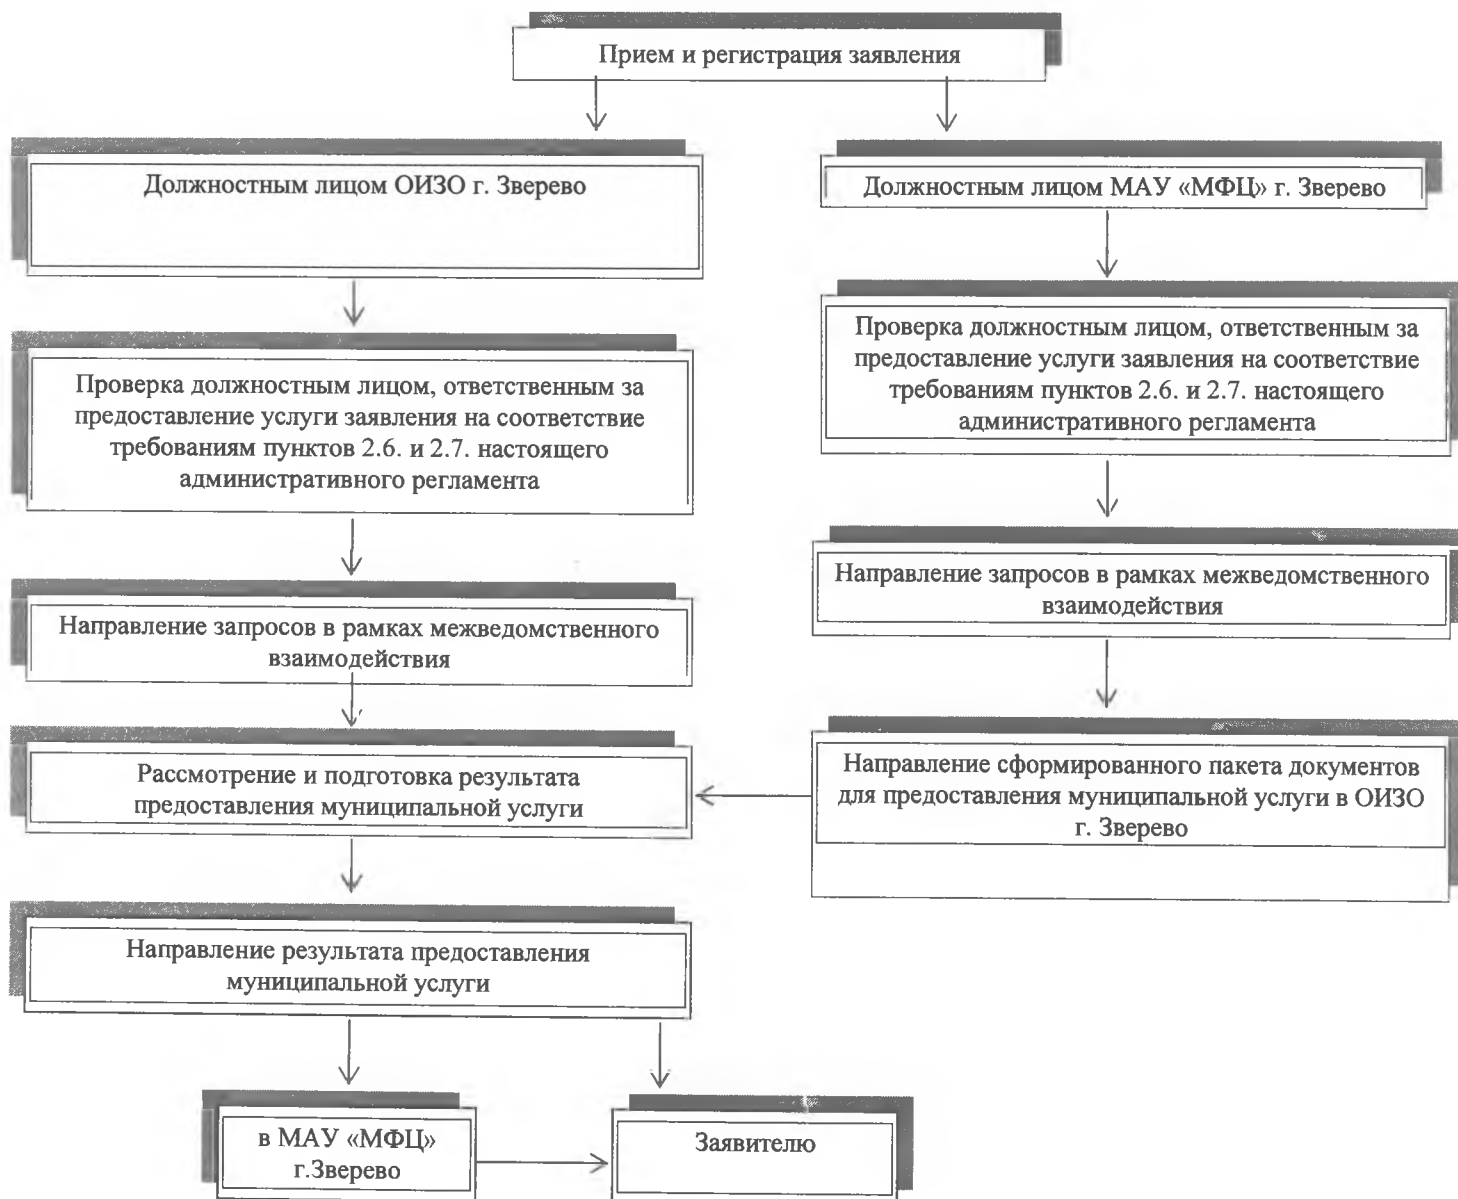 Прием и регистрация заявления
Должностным лицом ОИЗО г. Зверево
Должностным лицом МАУ «МФЦ» г. Зверево
Проверка должностным лицом, ответственным за
предоставление услуги заявления на соответствие
требованиям пунктов 2.6. и 2.7. настоящего
административного регламента
Проверка должностным лицом, ответственным за
предоставление услуги заявления на соответствие
требованиям пунктов 2.6. и 2.7. настоящего
административного регламента
Направление запросов в рамках межведомственного
взаимодействия
Направление запросов в рамках межведомственного
взаимодействия
Рассмотрение и подготовка результата
предоставления муниципальной услуги
Направление сформированного пакета документов
для предоставления муниципальной услуги в ОИЗО
г. Зверево
Направление результата предоставления
муниципальной услуги
в МАУ «МФЦ»
г.Зверево
Заявителю